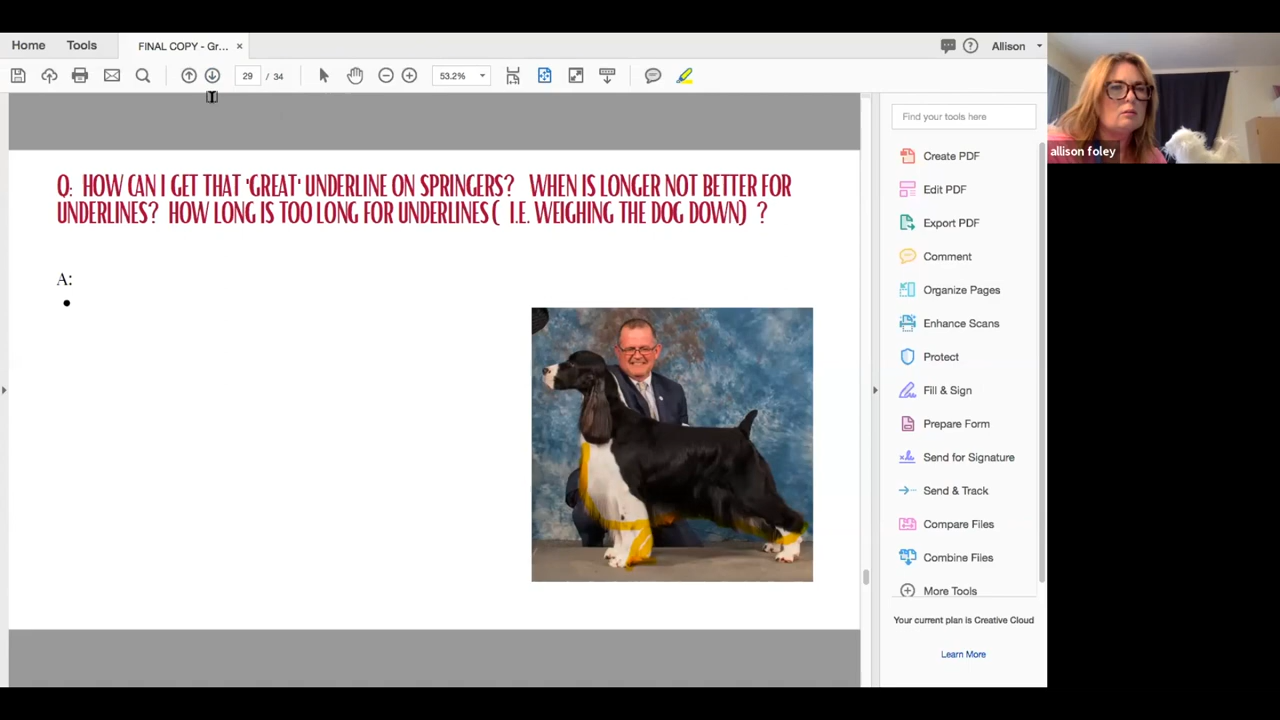 Home
Tools
FINAL COPY - Gr...
×
Allison
29 / 34
53.2%
Find your tools here
Create PDF
Edit PDF
Export PDF
Comment
Organize Pages
Enhance Scans
Protect
Fill & Sign
Prepare Form
Send for Signature
Send & Track
Compare Files
Combine Files
More Tools
Your current plan is Creative Cloud
Learn More
allison foley
Q: HOW CAN I GET THAT 'GREAT' UNDERLINE ON SPRINGERS? WHEN IS LONGER NOT BETTER FOR
UNDERLINES? HOW LONG IS TOO LONG FOR UNDERLINES ( I.E. WEIGHING THE DOG DOWN) ?
A:
•